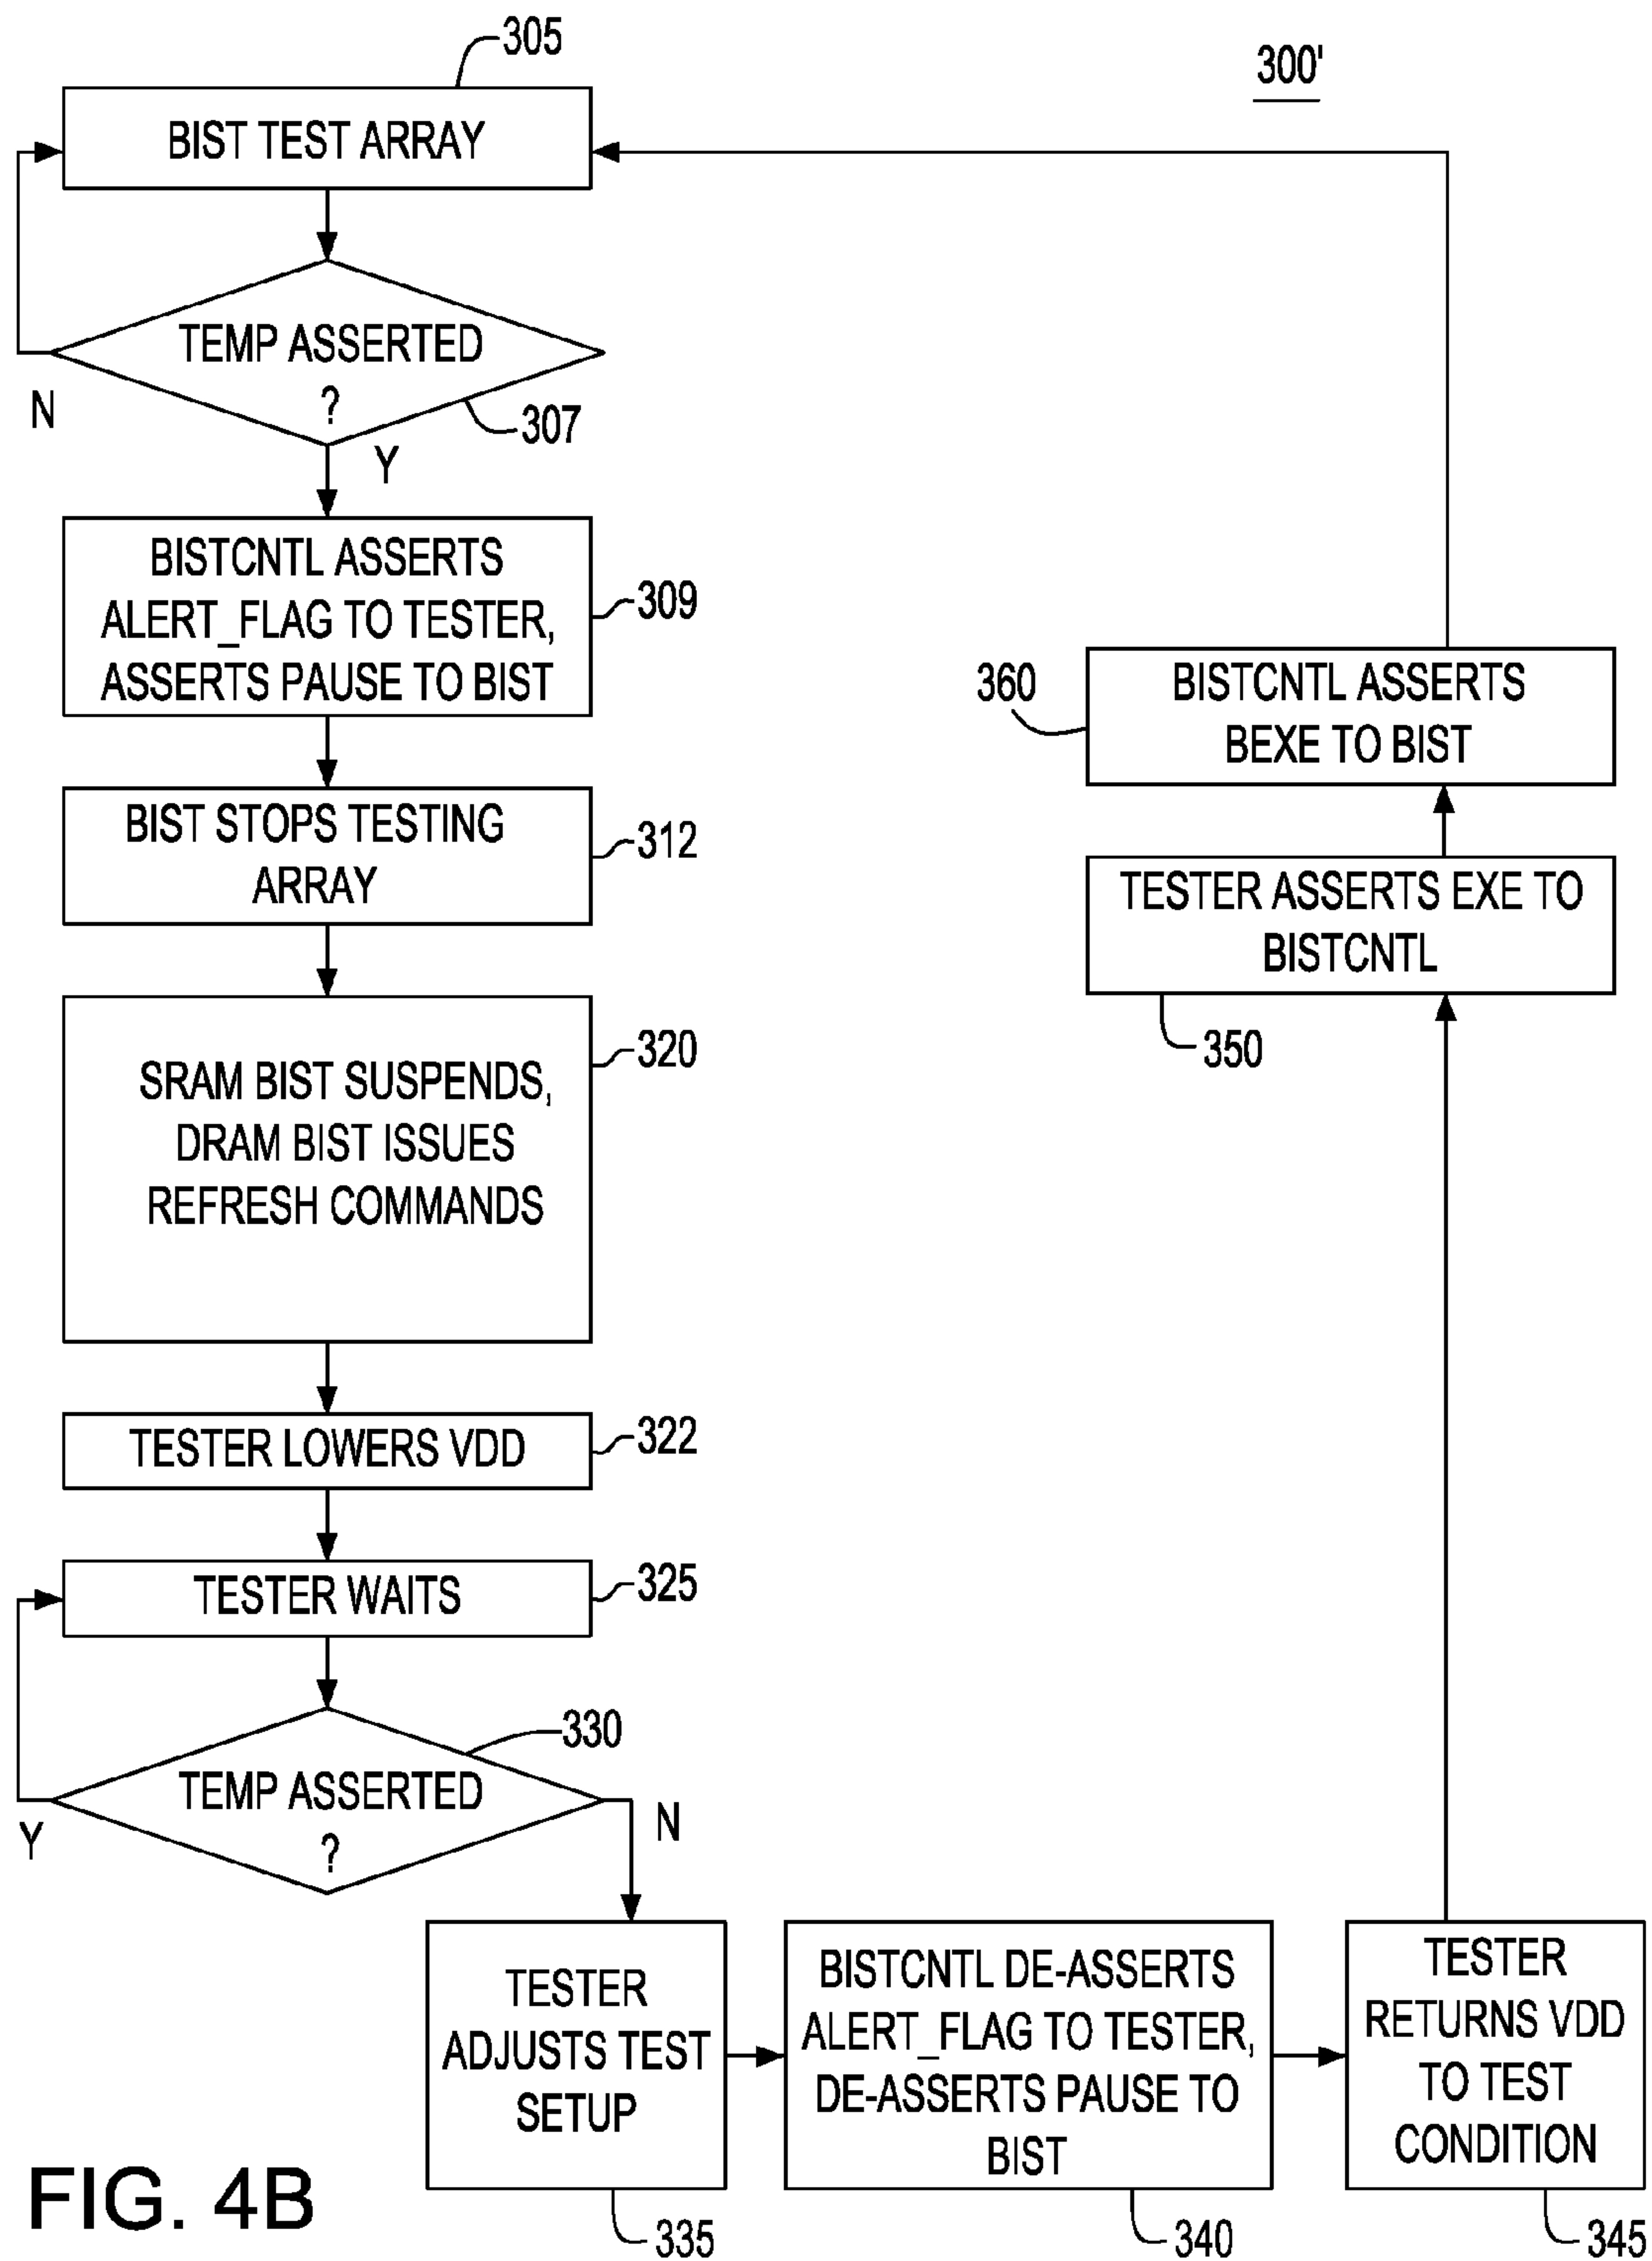 305
300'
BIST TEST ARRAY
TEMP ASSERTED
?
N
307
Y
BISTCNTL ASSERTS
ALERT_FLAG TO TESTER,
ASSERTS PAUSE TO BIST
309
BIST STOPS TESTING
ARRAY
312
SRAM BIST SUSPENDS,
DRAM BIST ISSUES
REFRESH COMMANDS
320
TESTER LOWERS VDD
322
TESTER WAITS
325
330
TEMP ASSERTED
?
Y
N
TESTER
ADJUSTS TEST
SETUP
335
BISTCNTL DE-ASSERTS
ALERT_FLAG TO TESTER,
DE-ASSERTS PAUSE TO
BIST
340
TESTER
RETURNS VDD
TO TEST
CONDITION
345
TESTER ASSERTS EXE TO
BISTCNTL
350
360
BISTCNTL ASSERTS
BEXE TO BIST
FIG. 4B